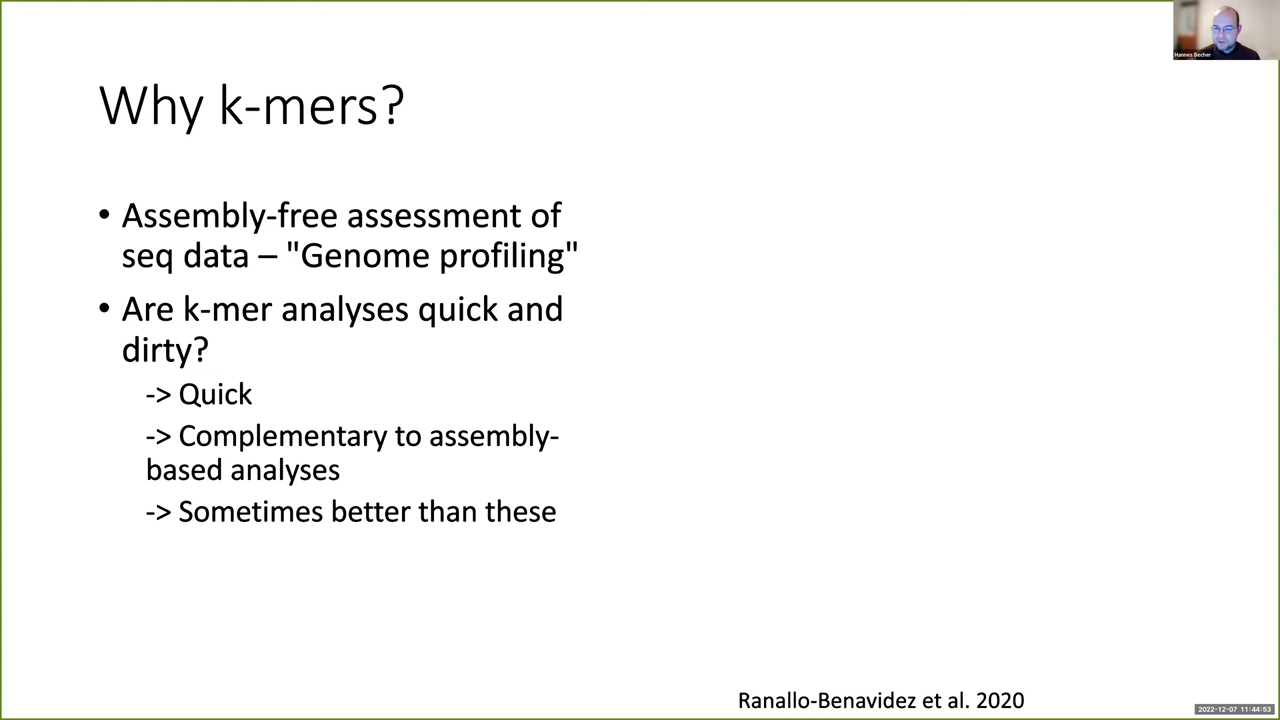 Hannes Becher
Why k-mers?
• Assembly-free assessment of
seq data – "Genome profiling"
• Are k-mer analyses quick and
dirty?
-> Quick
-> Complementary to assembly-
based analyses
-> Sometimes better than these
Ranallo-Benavidez et al. 2020
2022-12-07 11:44:53